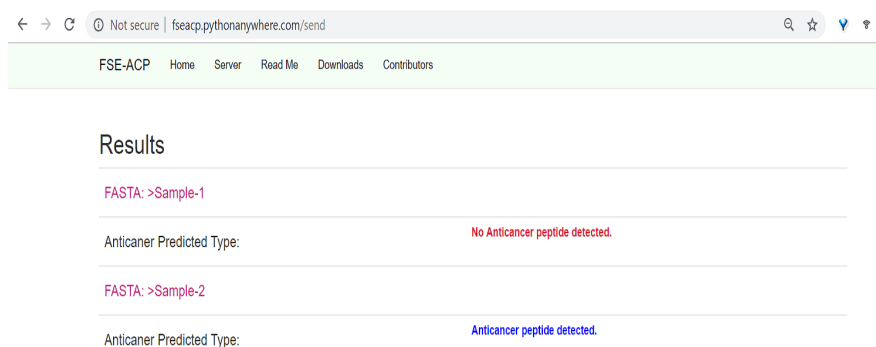 Not secure | fseacp.pythonanywhere.com/send
FSE-ACP Home Server Read Me Downloads Contributors
Results
FASTA: >Sample-1
Anticaner Predicted Type: No Anticancer peptide detected.
FASTA: >Sample-2
Anticaner Predicted Type: Anticancer peptide detected.